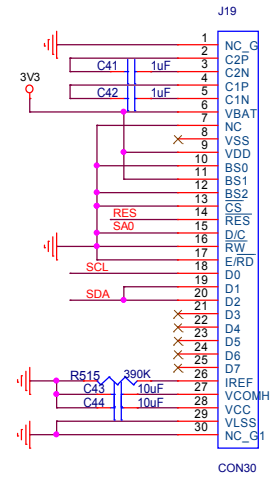 J19
1 NC_G
2 C2P
C41 1uF 3 C2N
3V3 4 C1P
C42 1uF 5 C1N
6 VBAT
7 NC
8 VSS
9 VDD
10 BS0
11 BS1
12 BS2
13 CS
RES 14 RES
SA0 15 D/C
16 RW
17 E/RD
SCL 18 D0
19 D1
SDA 20 D2
21 D3
22 D4
23 D5
24 D6
25 D7
R515 390K 26 IREF
C43 10uF 27 VCOMH
C44 10uF 28 VCC
29 VLSS
30 NC_G1
CON30